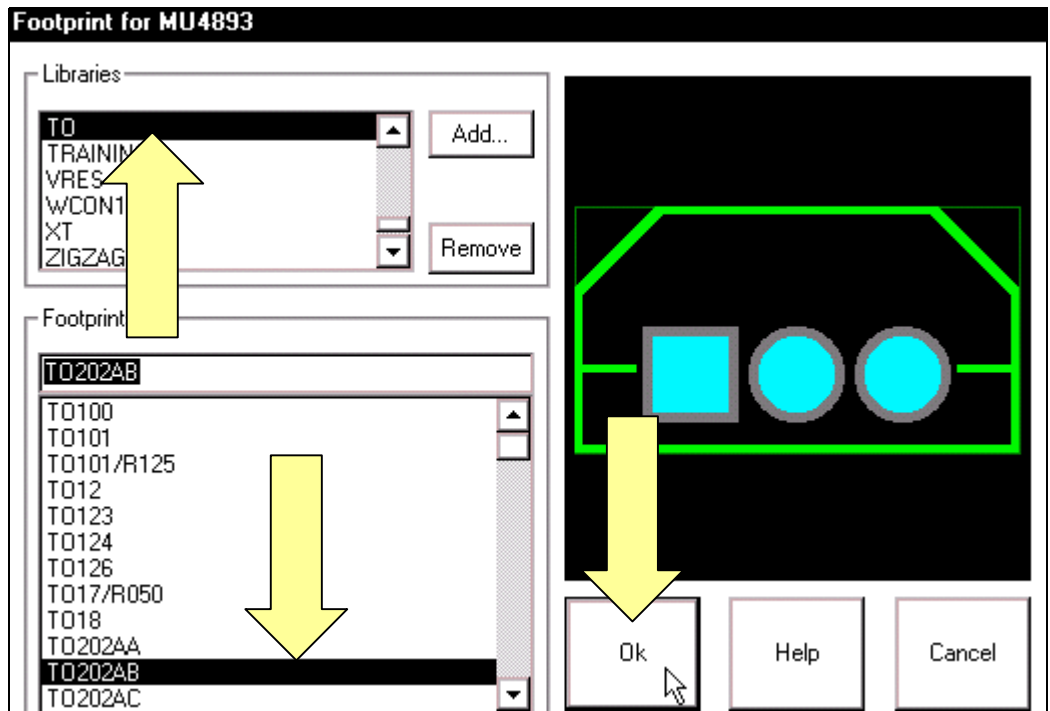 Footprint for MU4893
Libraries
TO
TRAININ
VRES
WCON1
XT
ZIGZAG
Add...
Remove
Footprint
TO202AB
TO100
TO101
TO101/R125
TO12
TO123
TO124
TO126
TO17/R050
TO18
TO202AA
TO202AB
TO202AC
Ok
Help
Cancel